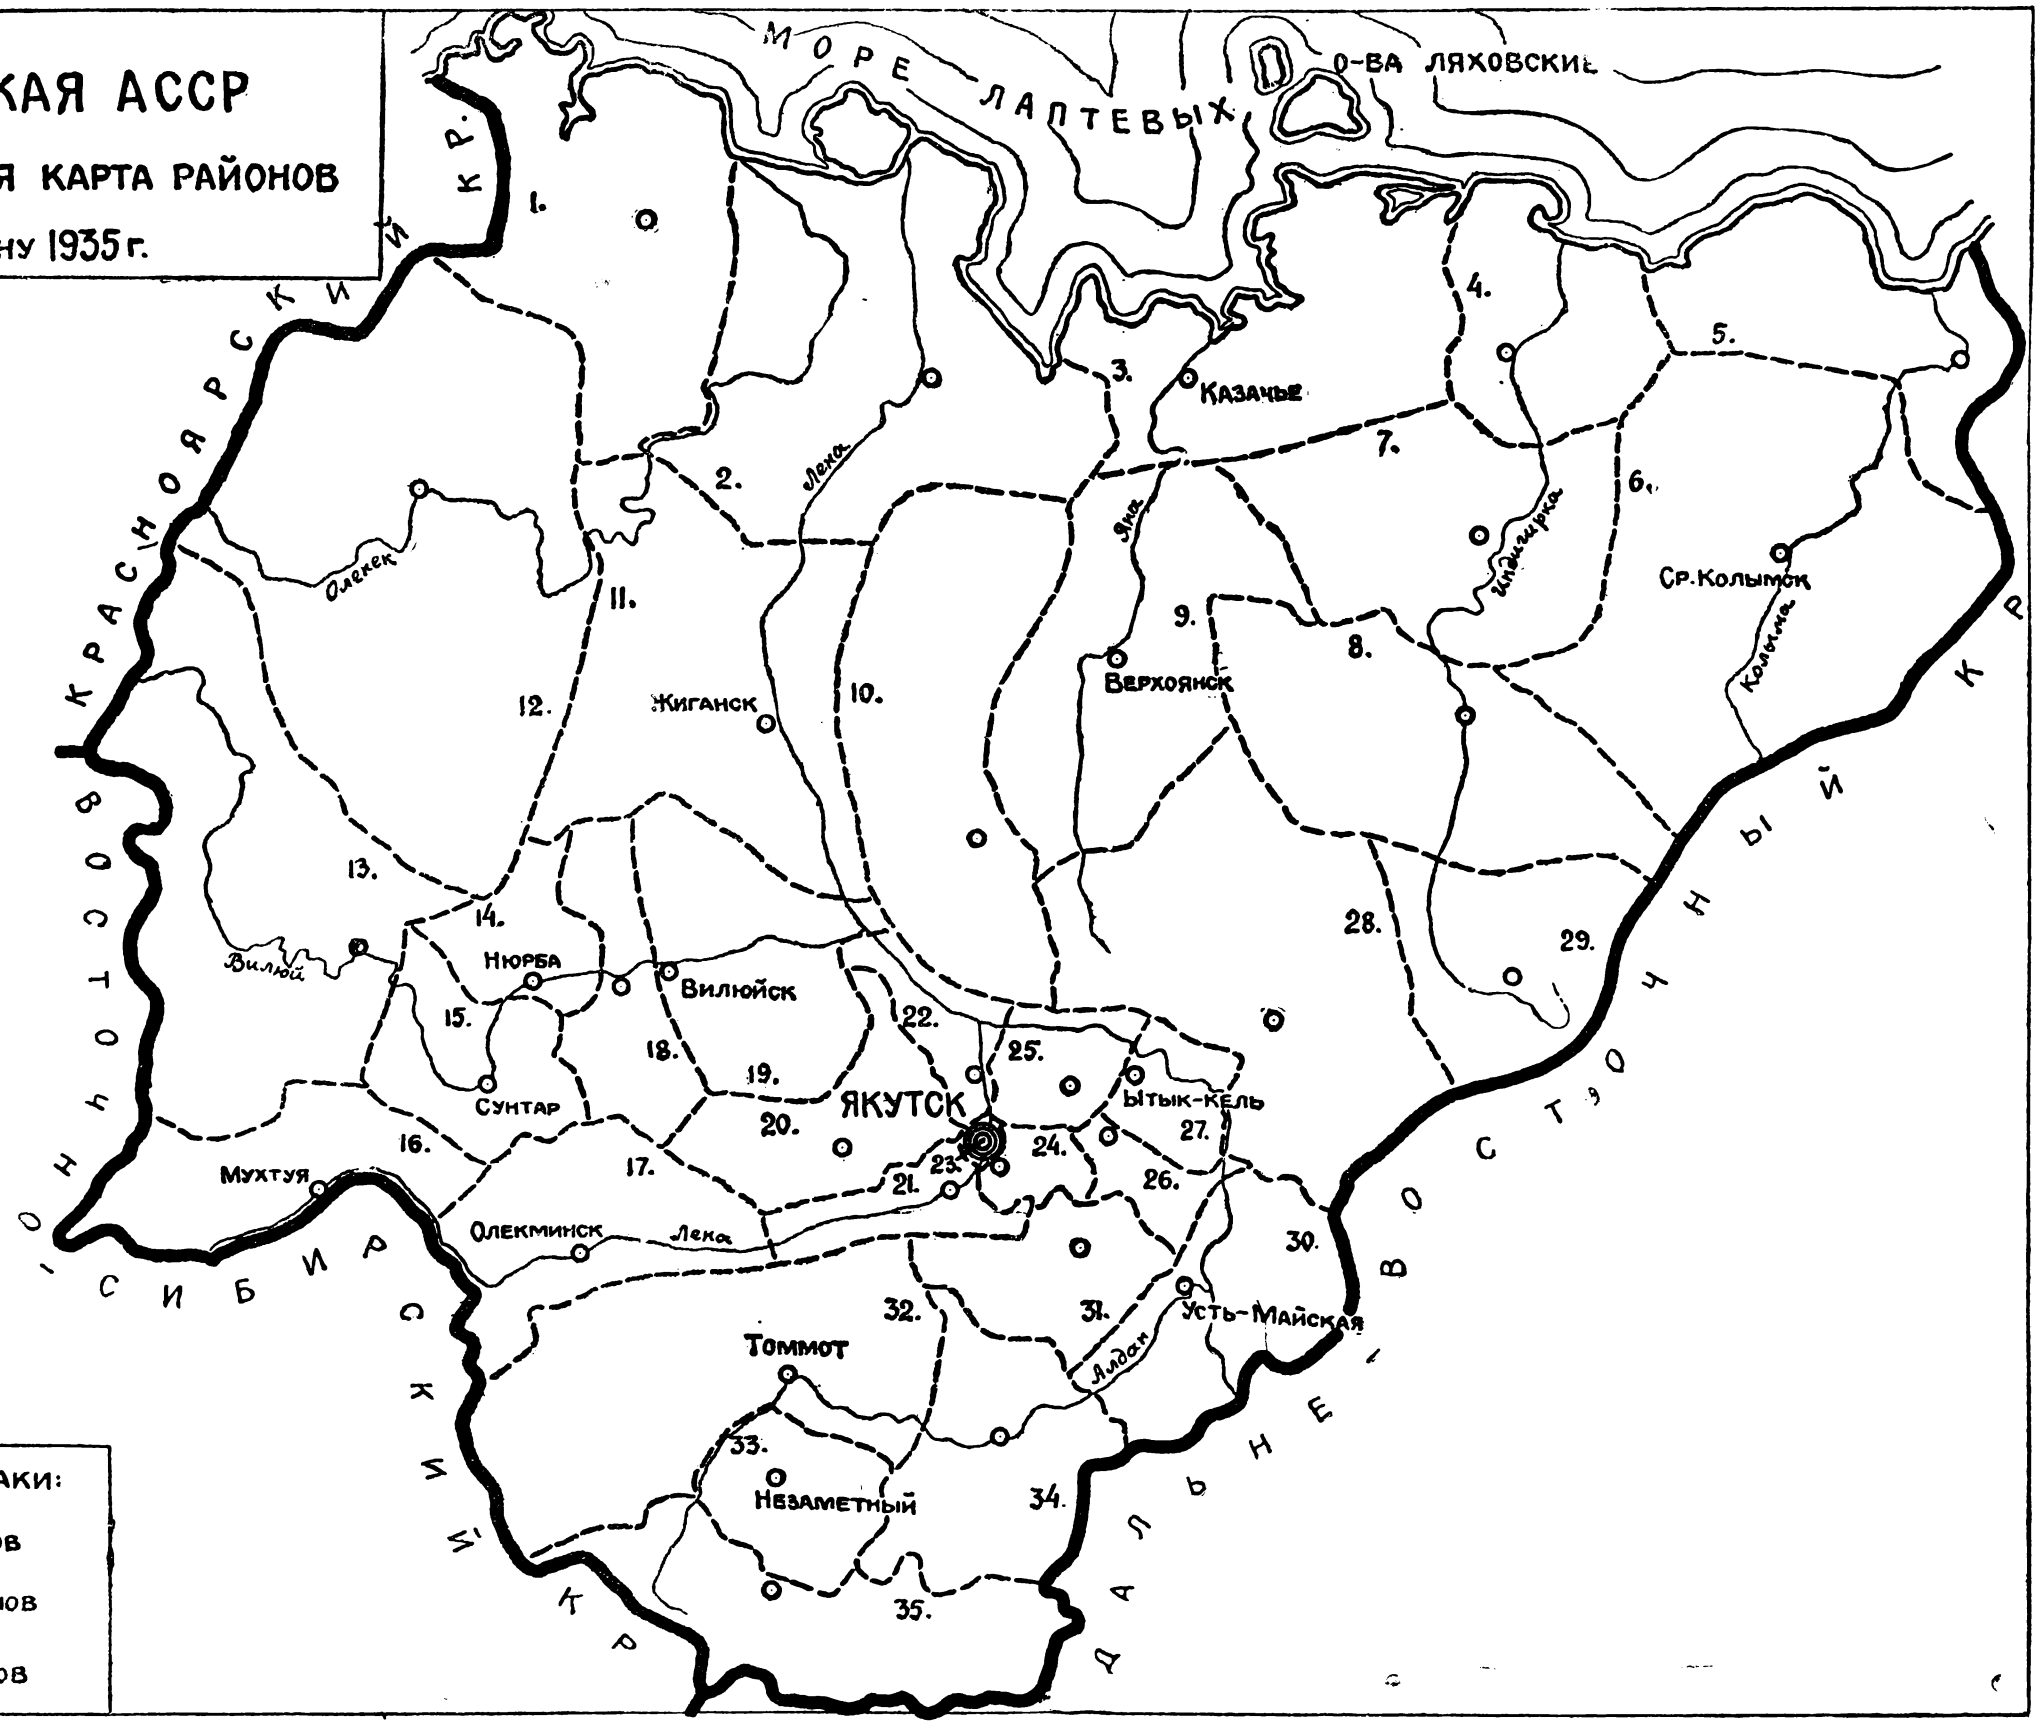 КАЯ АССР
Я КАРТА РАЙОНОВ
НУ 1935 г.
МОРЕ ЛАПТЕВЫХ
О-ВА ЛЯХОВСКИЕ
КРАСНОЯРСКИЙ КР.
1.
2.
3.
4.
5.
КАЗАЧЬЕ
7.
6.
Лена
Яна
Индигирка
Оленек
11.
9.
8.
СР. КОЛЫМСК
Колыма
12.
ЖИГАНСК
10.
ВЕРХОЯНСК
13.
14.
28.
29.
Вилюй
НЮРБА
ВИЛЮЙСК
15.
18.
19.
22.
25.
СУНТАР
ЯКУТСК
ЫТЫК-КЕЛЬ
20.
16.
17.
23.
24.
27.
21.
26.
МУХТУЯ
ОЛЕКМИНСК
Лена
30.
32.
31.
УСТЬ-МАЙСКАЯ
Алдан
ТОММОТ
33.
НЕЗАМЕТНЫЙ
34.
35.
ВОСТОЧНО-СИБИРСКИЙ КР
ДАЛЬНЕ-ВОСТОЧНЫЙ КР.
АКИ:
ОВ
НОВ
ОВ